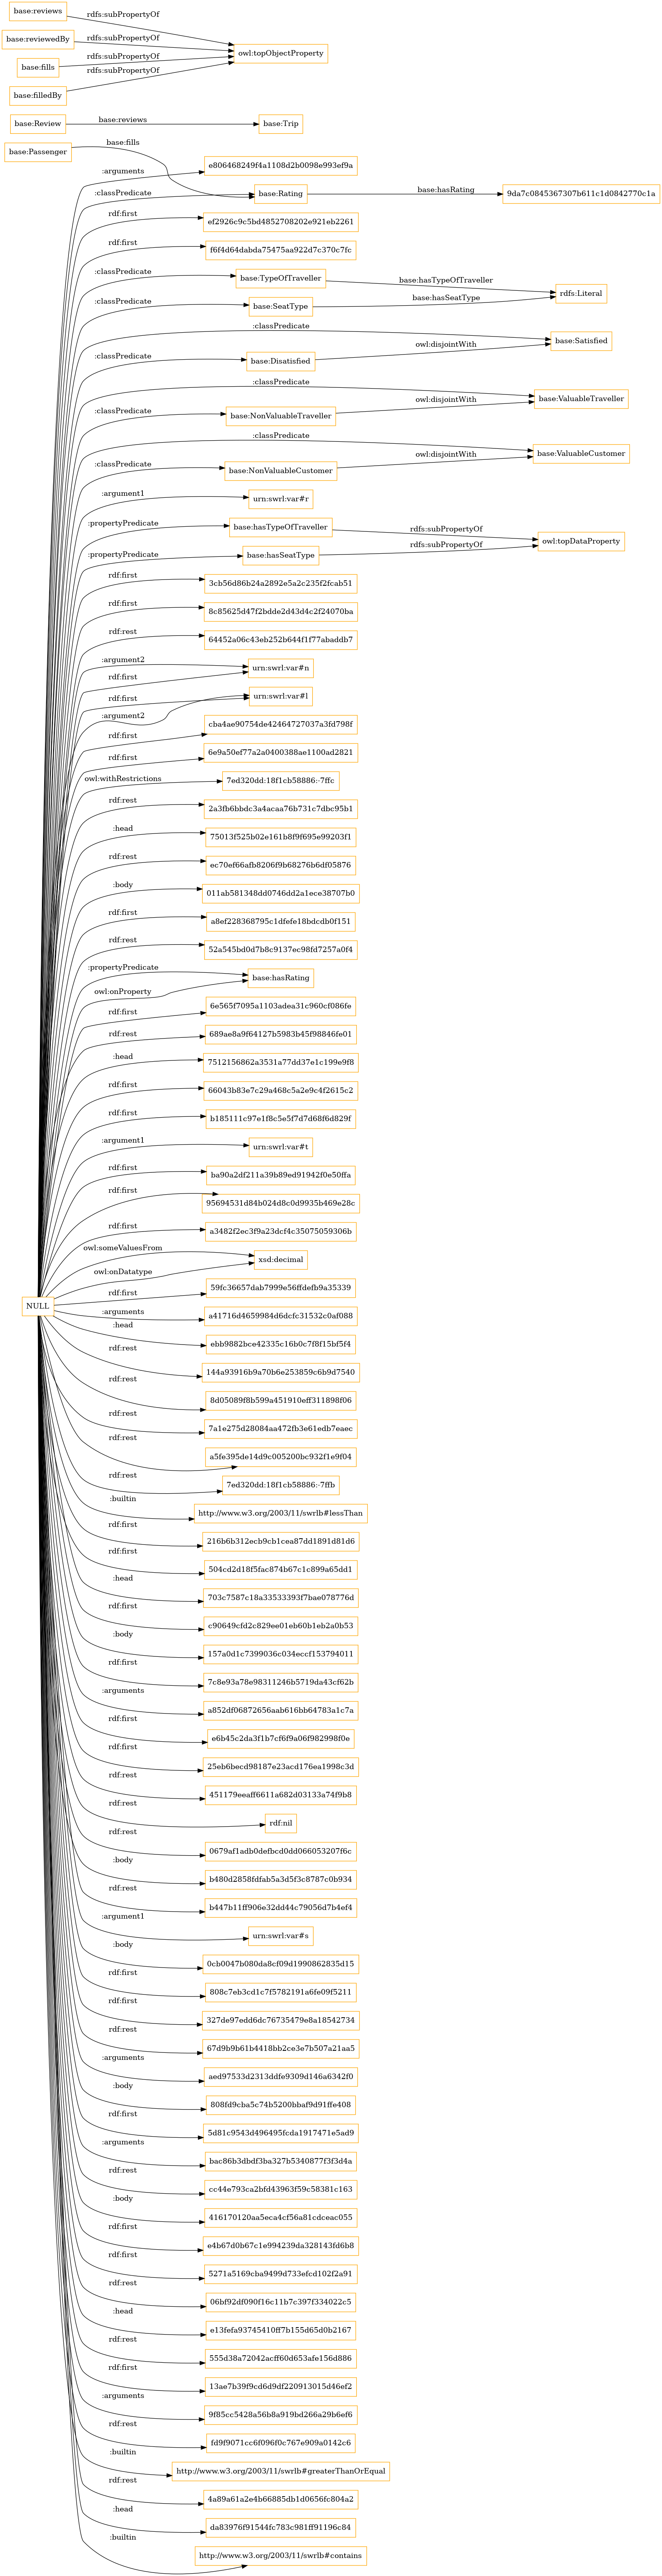 base:reviews
rdfs:subPropertyOf
base:reviewedBy
rdfs:subPropertyOf
owl:topObjectProperty
base:fills
rdfs:subPropertyOf
base:filledBy
rdfs:subPropertyOf
base:Review
base:reviews
base:Trip
base:Passenger
base:fills
:arguments
e806468249f4a1108d2b0098e993ef9a
:classPredicate
base:Rating
base:hasRating
9da7c0845367307b611c1d0842770c1a
rdf:first
ef2926c9c5bd4852708202e921eb2261
rdf:first
f6f4d64dabda75475aa922d7c370c7fc
:classPredicate
base:TypeOfTraveller
base:hasTypeOfTraveller
rdfs:Literal
:classPredicate
base:SeatType
base:hasSeatType
:classPredicate
base:Satisfied
:classPredicate
base:Disatisfied
owl:disjointWith
:classPredicate
base:ValuableTraveller
:classPredicate
base:NonValuableTraveller
owl:disjointWith
:classPredicate
base:ValuableCustomer
:classPredicate
base:NonValuableCustomer
owl:disjointWith
:argument1
urn:swrl:var#r
:propertyPredicate
base:hasTypeOfTraveller
rdfs:subPropertyOf
owl:topDataProperty
:propertyPredicate
base:hasSeatType
rdfs:subPropertyOf
rdf:first
3cb56d86b24a2892e5a2c235f2fcab51
rdf:first
8c85625d47f2bdde2d43d4c2f24070ba
rdf:rest
64452a06c43eb252b644f1f77abaddb7
:argument2
urn:swrl:var#n
rdf:first
rdf:first
urn:swrl:var#l
:argument2
rdf:first
cba4ae90754de42464727037a3fd798f
rdf:first
6e9a50ef77a2a0400388ae1100ad2821
owl:withRestrictions
7ed320dd:18f1cb58886:-7ffc
rdf:rest
2a3fb6bbdc3a4acaa76b731c7dbc95b1
:head
75013f525b02e161b8f9f695e99203f1
rdf:rest
ec70ef66afb8206f9b68276b6df05876
:body
011ab581348dd0746dd2a1ece38707b0
rdf:first
a8ef228368795c1dfefe18bdcdb0f151
rdf:rest
52a545bd0d7b8c9137ec98fd7257a0f4
:propertyPredicate
base:hasRating
owl:onProperty
rdf:first
6e565f7095a1103adea31c960cf086fe
rdf:rest
689ae8a9f64127b5983b45f98846fe01
:head
7512156862a3531a77dd37e1c199e9f8
rdf:first
66043b83e7c29a468c5a2e9c4f2615c2
rdf:first
b185111c97e1f8c5e5f7d7d68f6d829f
:argument1
urn:swrl:var#t
rdf:first
ba90a2df211a39b89ed91942f0e50ffa
rdf:first
95694531d84b024d8c0d9935b469e28c
rdf:first
a3482f2ec3f9a23dcf4c35075059306b
owl:someValuesFrom
xsd:decimal
owl:onDatatype
NULL
rdf:first
59fc36657dab7999e56ffdefb9a35339
:arguments
a41716d4659984d6dcfc31532c0af088
:head
ebb9882bce42335c16b0c7f8f15bf5f4
rdf:rest
144a93916b9a70b6e253859c6b9d7540
rdf:rest
8d05089f8b599a451910eff311898f06
rdf:rest
7a1e275d28084aa472fb3e61edb7eaec
rdf:rest
a5fe395de14d9c005200bc932f1e9f04
rdf:rest
7ed320dd:18f1cb58886:-7ffb
:builtin
http://www.w3.org/2003/11/swrlb#lessThan
rdf:first
216b6b312ecb9cb1cea87dd1891d81d6
rdf:first
504cd2d18f5fac874b67c1c899a65dd1
:head
703c7587c18a33533393f7bae078776d
rdf:first
c90649cfd2c829ee01eb60b1eb2a0b53
:body
157a0d1c7399036c034eccf153794011
rdf:first
7c8e93a78e98311246b5719da43cf62b
:arguments
a852df06872656aab616bb64783a1c7a
rdf:first
e6b45c2da3f1b7cf6f9a06f982998f0e
rdf:first
25eb6becd98187e23acd176ea1998c3d
rdf:rest
451179eeaff6611a682d03133a74f9b8
rdf:rest
rdf:nil
rdf:rest
0679af1adb0defbcd0dd066053207f6c
:body
b480d2858fdfab5a3d5f3c8787c0b934
rdf:rest
b447b11ff906e32dd44c79056d7b4ef4
:argument1
urn:swrl:var#s
:body
0cb0047b080da8cf09d1990862835d15
rdf:first
808c7eb3cd1c7f5782191a6fe09f5211
rdf:first
327de97edd6dc76735479e8a18542734
rdf:rest
67d9b9b61b4418bb2ce3e7b507a21aa5
:arguments
aed97533d2313ddfe9309d146a6342f0
:body
808fd9cba5c74b5200bbaf9d91ffe408
rdf:first
5d81c9543d496495fcda1917471e5ad9
:arguments
bac86b3dbdf3ba327b5340877f3f3d4a
rdf:rest
cc44e793ca2bfd43963f59c58381c163
:body
416170120aa5eca4cf56a81cdceac055
rdf:first
e4b67d0b67c1e994239da328143fd6b8
rdf:first
5271a5169cba9499d733efcd102f2a91
rdf:rest
06bf92df090f16c11b7c397f334022c5
:head
e13fefa93745410ff7b155d65d0b2167
rdf:rest
555d38a72042acff60d653afe156d886
rdf:first
13ae7b39f9cd6d9df220913015d46ef2
:arguments
9f85cc5428a56b8a919bd266a29b6ef6
rdf:rest
fd9f9071cc6f096f0c767e909a0142c6
:builtin
http://www.w3.org/2003/11/swrlb#greaterThanOrEqual
rdf:rest
4a89a61a2e4b66885db1d0656fc804a2
:head
da83976f91544fc783c981ff91196c84
:builtin
http://www.w3.org/2003/11/swrlb#contains